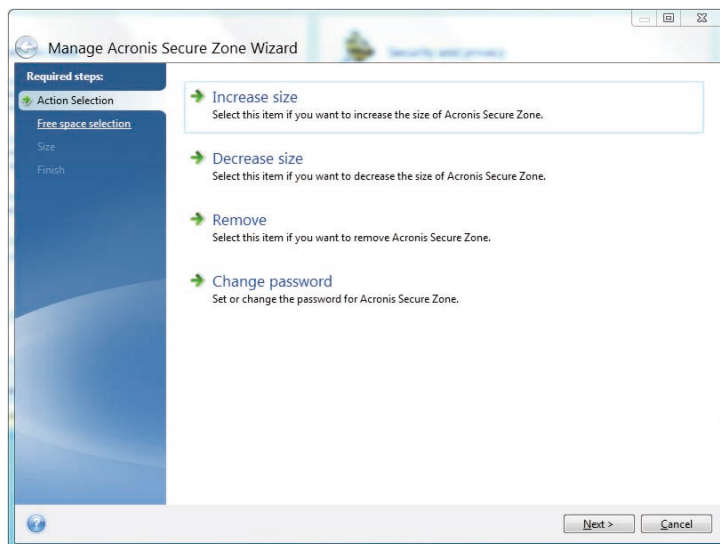 Manage Acronis Secure Zone Wizard
Security and privacy
Required steps:
Action Selection
Free space selection
Size
Finish
Increase size
Select this item if you want to increase the size of Acronis Secure Zone.
Decrease size
Select this item if you want to decrease the size of Acronis Secure Zone.
Remove
Select this item if you want to remove Acronis Secure Zone.
Change password
Set or change the password for Acronis Secure Zone.
Next >
Cancel